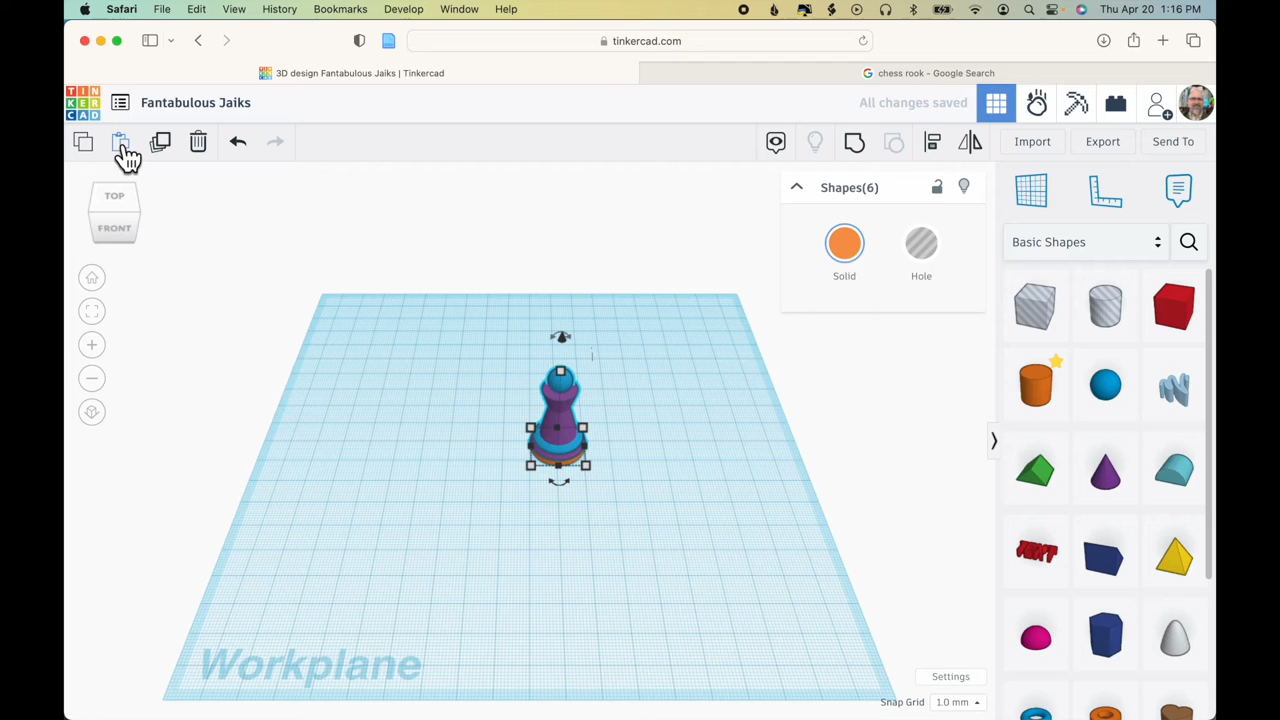 Safari File Edit View History Bookmarks Develop Window Help Thu Apr 20 1:16 PM
tinkercad.com
3D design Fantabulous Jaiks | Tinkercad chess rook - Google Search
TIN
KER
CAD
Fantabulous Jaiks All changes saved
Import Export Send To
TOP
FRONT
Shapes(6)
Solid Hole
Basic Shapes
TEXT
Workplane
Settings
Snap Grid 1.0 mm